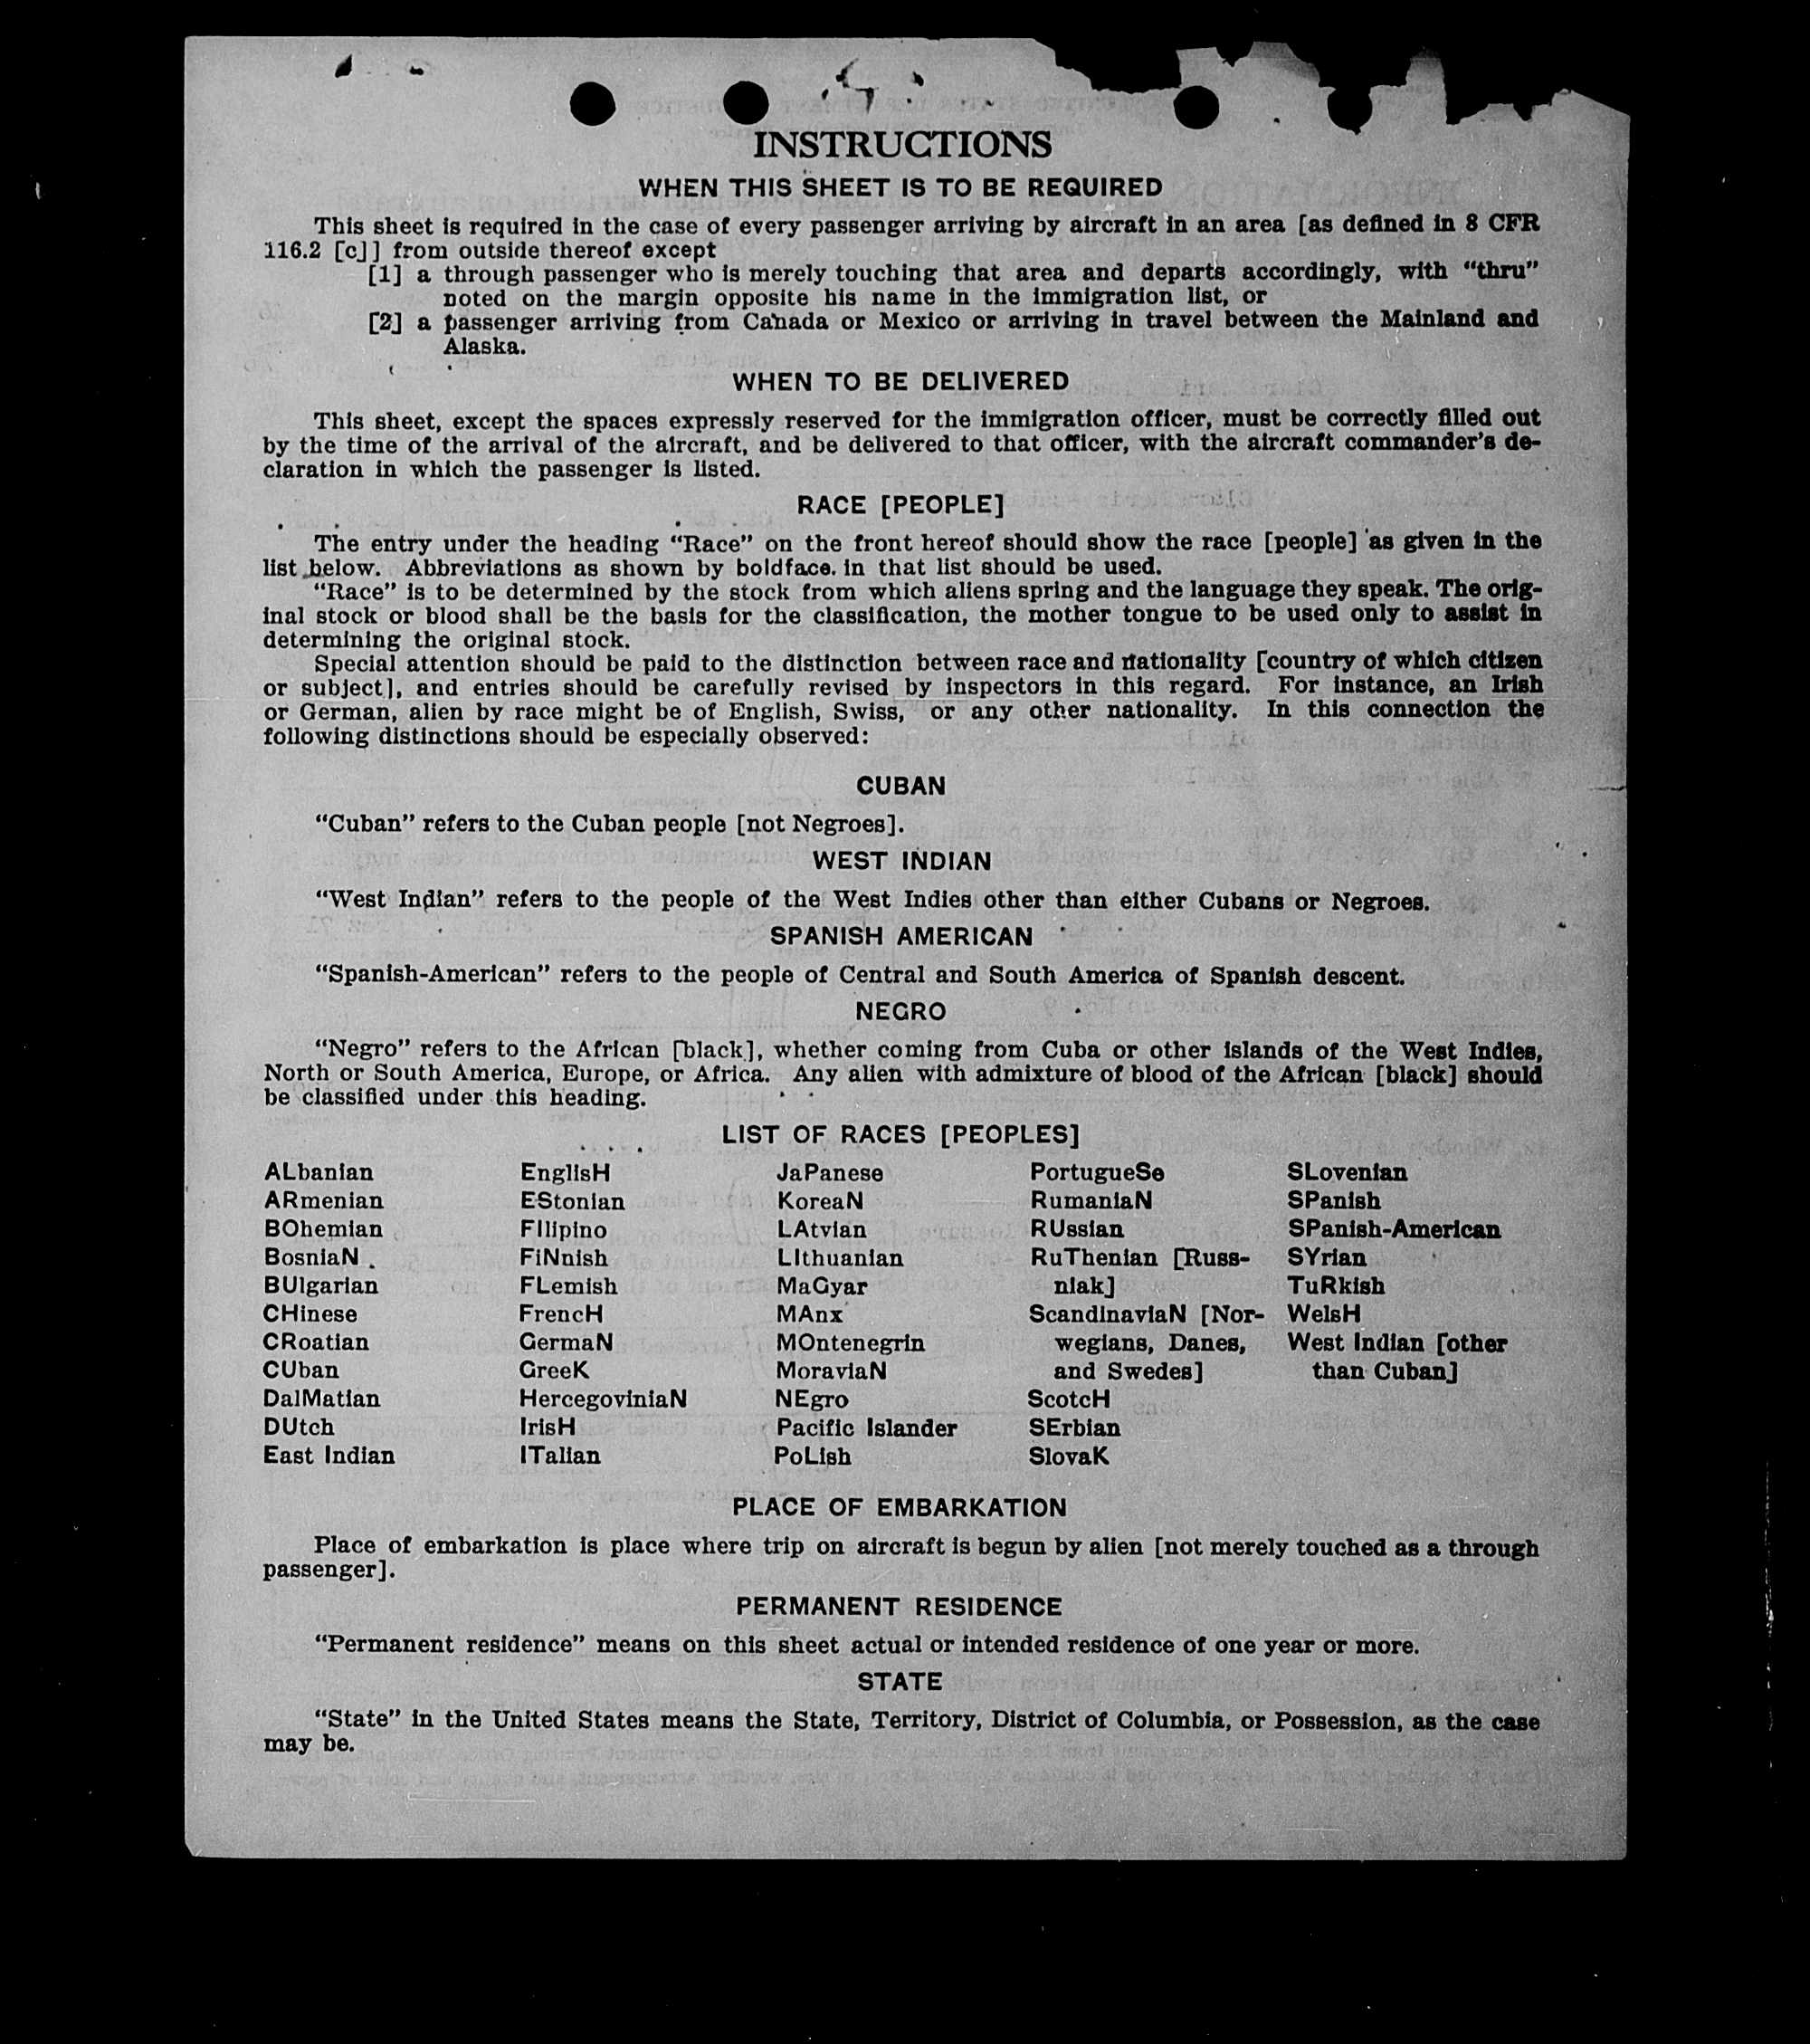 INSTRUCTIONS
WHEN THIS SHEET IS TO BE REQUIRED
This sheet is required in the case of every passenger arriving by aircraft in an area [as defined in 8 CFR
116.2 [c]] from outside thereof except
[1] a through passenger who is merely touching that area and departs accordingly, with “thru”
noted on the margin opposite his name in the immigration list, or
[2] a passenger arriving from Canada or Mexico or arriving in travel between the Mainland and
Alaska.
WHEN TO BE DELIVERED
This sheet, except the spaces expressly reserved for the immigration officer, must be correctly filled out
by the time of the arrival of the aircraft, and be delivered to that officer, with the aircraft commander’s de-
claration in which the passenger is listed.
RACE [PEOPLE]
The entry under the heading “Race” on the front hereof should show the race [people] as given in the
list below. Abbreviations as shown by boldface. in that list should be used.
“Race” is to be determined by the stock from which aliens spring and the language they speak. The orig-
inal stock or blood shall be the basis for the classification, the mother tongue to be used only to assist in
determining the original stock.
Special attention should be paid to the distinction between race and nationality [country of which citizen
or subject], and entries should be carefully revised by inspectors in this regard. For instance, an Irish
or German, alien by race might be of English, Swiss, or any other nationality. In this connection the
following distinctions should be especially observed:
CUBAN
“Cuban” refers to the Cuban people [not Negroes].
WEST INDIAN
“West Indian” refers to the people of the West Indies other than either Cubans or Negroes.
SPANISH AMERICAN
“Spanish-American” refers to the people of Central and South America of Spanish descent.
NEGRO
“Negro” refers to the African [black], whether coming from Cuba or other islands of the West Indies,
North or South America, Europe, or Africa. Any alien with admixture of blood of the African [black] should
be classified under this heading.
LIST OF RACES [PEOPLES]
ALbanian
ARmenian
BOhemian
BosniaN
BUlgarian
CHinese
CRoatian
CUban
DalMatian
DUtch
East Indian
EnglisH
EStonian
FIlipino
FiNnish
FLemish
FrencH
GermaN
GreeK
HercegoviniaN
IrisH
ITalian
JaPanese
KoreaN
LAtvian
LIthuanian
MaGyar
MAnx
MOntenegrin
MoraviaN
NEgro
Pacific Islander
PoLish
PortugueSe
RumaniaN
RUssian
RuThenian [Russ-
niak]
ScandinaviaN [Nor-
wegians, Danes,
and Swedes]
ScotcH
SErbian
SlovaK
SLovenian
SPanish
SPanish-American
SYrian
TuRkish
WelsH
West Indian [other
than Cuban]
PLACE OF EMBARKATION
Place of embarkation is place where trip on aircraft is begun by alien [not merely touched as a through
passenger].
PERMANENT RESIDENCE
“Permanent residence” means on this sheet actual or intended residence of one year or more.
STATE
“State” in the United States means the State, Territory, District of Columbia, or Possession, as the case
may be.